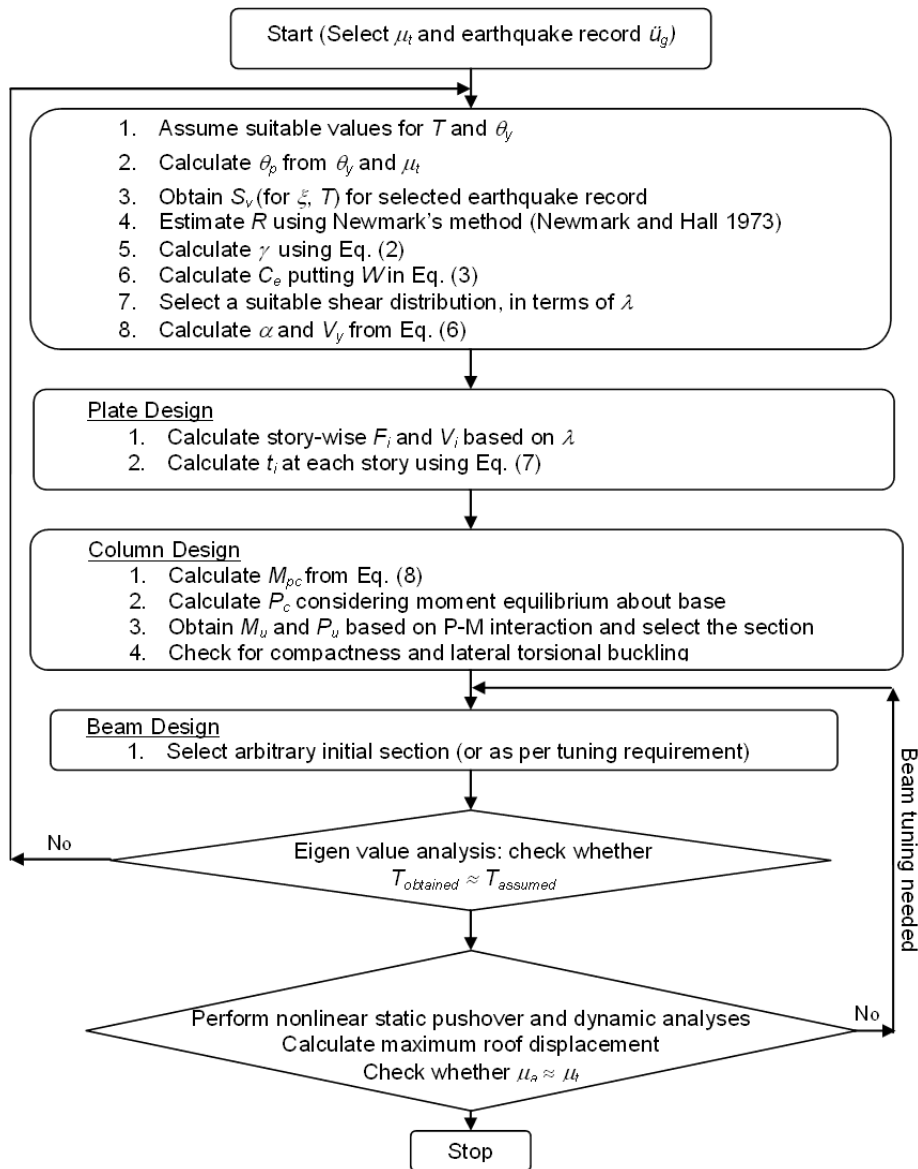 Start (Select μt and earthquake record üg)
1. Assume suitable values for T and θy
2. Calculate θp from θy and μt
3. Obtain Sv (for ξ, T) for selected earthquake record
4. Estimate R using Newmark's method (Newmark and Hall 1973)
5. Calculate γ using Eq. (2)
6. Calculate Ce putting W in Eq. (3)
7. Select a suitable shear distribution, in terms of λ
8. Calculate α and Vy from Eq. (6)
Plate Design
1. Calculate story-wise Fi and Vi based on λ
2. Calculate ti at each story using Eq. (7)
Column Design
1. Calculate Mpc from Eq. (8)
2. Calculate Pc considering moment equilibrium about base
3. Obtain Mu and Pu based on P-M interaction and select the section
4. Check for compactness and lateral torsional buckling
Beam Design
1. Select arbitrary initial section (or as per tuning requirement)
Beam tuning needed
No
Eigen value analysis: check whether
Tobtained ≈ Tassumed
No
Perform nonlinear static pushover and dynamic analyses
Calculate maximum roof displacement
Check whether μa ≈ μt
Stop